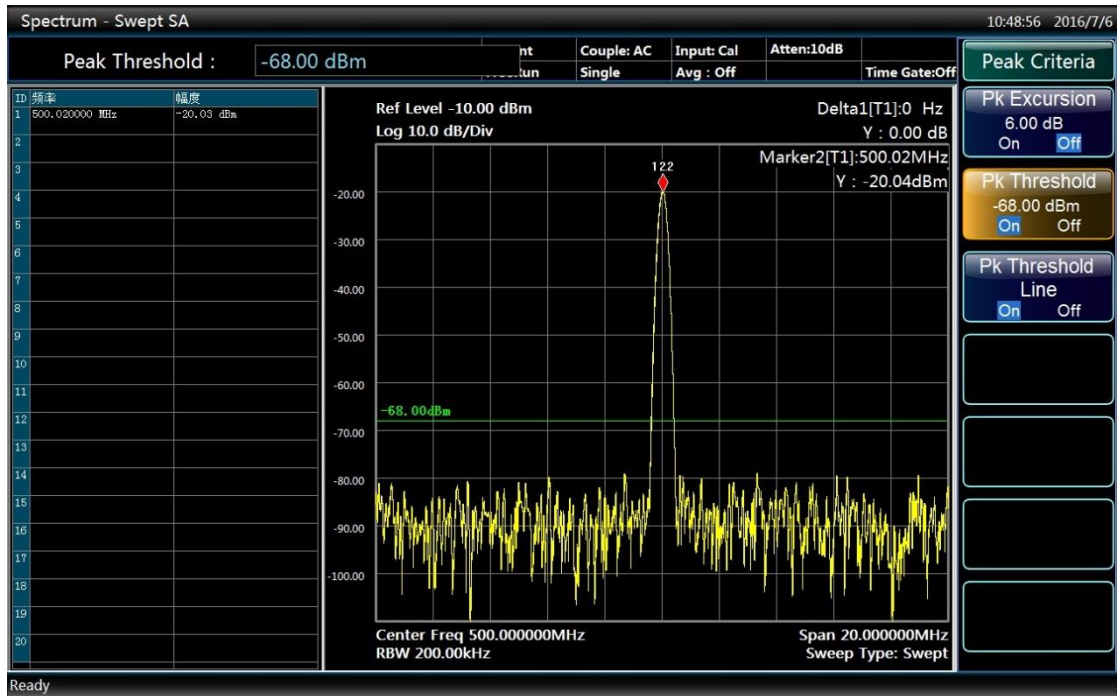 Spectrum - Swept SA
10:48:56 2016/7/6
Peak Threshold :
-68.00 dBm
Couple: AC
Input: Cal
Atten:10dB
Single
Avg : Off
Time Gate:Off
Peak Criteria
ID 频率 幅度
1 500.020000 MHz -20.03 dBm
2
3
4
5
6
7
8
9
10
11
12
13
14
15
16
17
18
19
20
Ref Level -10.00 dBm
Log 10.0 dB/Div
Delta1[T1]:0 Hz
Y : 0.00 dB
Marker2[T1]:500.02MHz
Y : -20.04dBm
122
-20.00
-30.00
-40.00
-50.00
-60.00
-68.00dBm
-70.00
-80.00
-90.00
-100.00
Center Freq 500.000000MHz
Span 20.000000MHz
RBW 200.00kHz
Sweep Type: Swept
Pk Excursion
6.00 dB
On Off
Pk Threshold
-68.00 dBm
On Off
Pk Threshold
Line
On Off
Ready